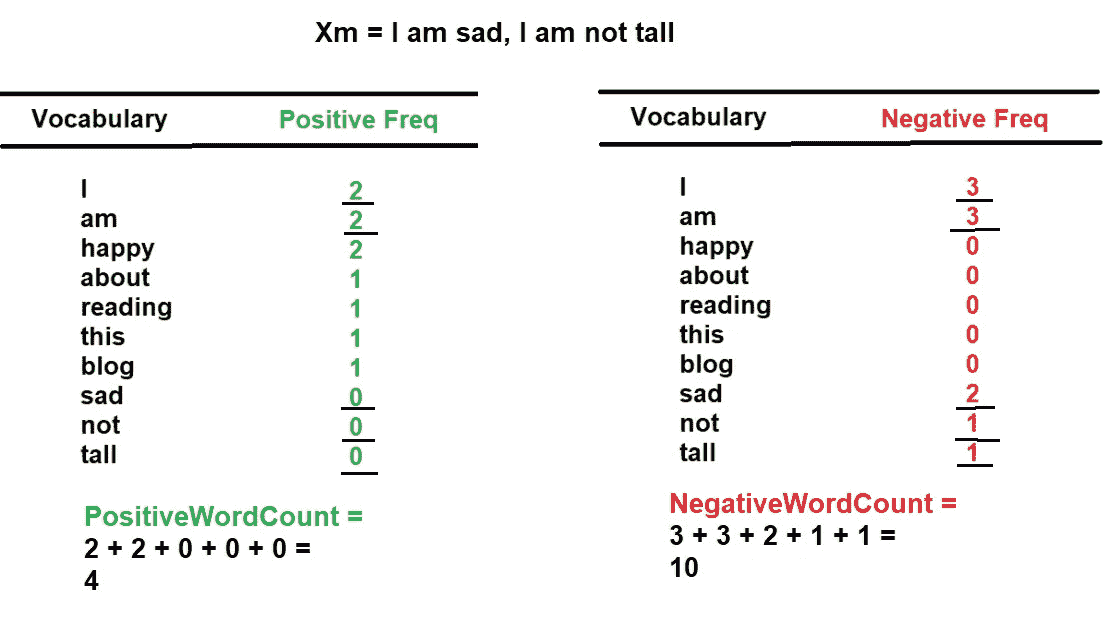 Xm = I am sad, I am not tall
Vocabulary Positive Freq
I 2
am 2
happy 2
about 1
reading 1
this 1
blog 1
sad 0
not 0
tall 0
PositiveWordCount =
2 + 2 + 0 + 0 + 0 =
4
Vocabulary Negative Freq
I 3
am 3
happy 0
about 0
reading 0
this 0
blog 0
sad 2
not 1
tall 1
NegativeWordCount =
3 + 3 + 2 + 1 + 1 =
10